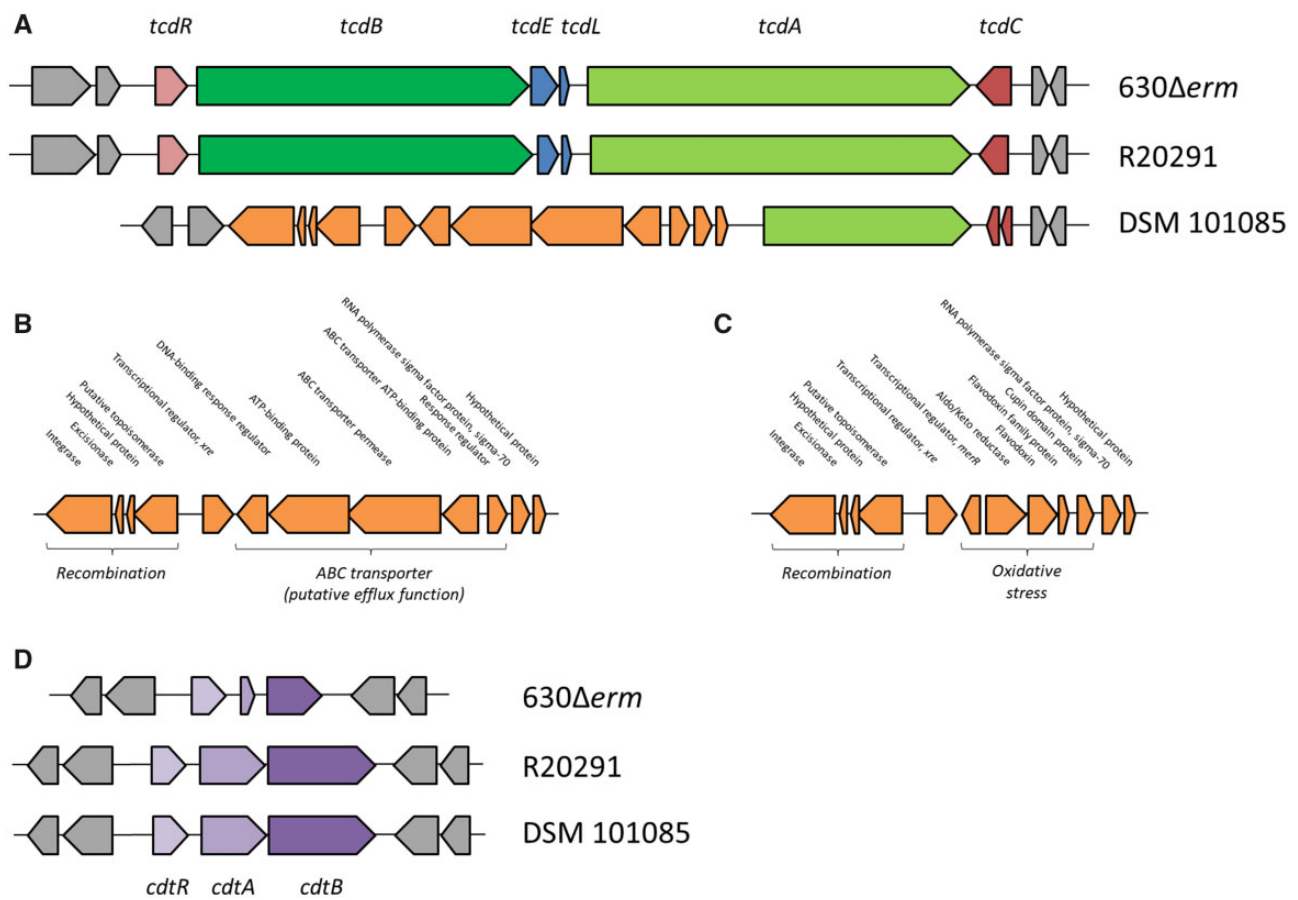 A
tcdR tcdB tcdE tcdL tcdA tcdC
630Δerm
R20291
DSM 101085
B
Integrase
Excisionase
Hypothetical protein
Putative topoisomerase
Transcriptional regulator, xre
DNA-binding response regulator
ATP-binding protein
ABC transporter permease
ABC transporter ATP-binding protein
Response regulator
RNA polymerase sigma factor protein, sigma-70
Hypothetical protein
Recombination
ABC transporter
(putative efflux function)
C
Integrase
Excisionase
Hypothetical protein
Putative topoisomerase
Transcriptional regulator, xre
Transcriptional regulator, merR
Aldo/Keto reductase
Flavodoxin
Flavodoxin family protein
Cupin domain protein
RNA polymerase sigma factor protein, sigma-70
Hypothetical protein
Recombination
Oxidative
stress
D
630Δerm
R20291
DSM 101085
cdtR cdtA cdtB